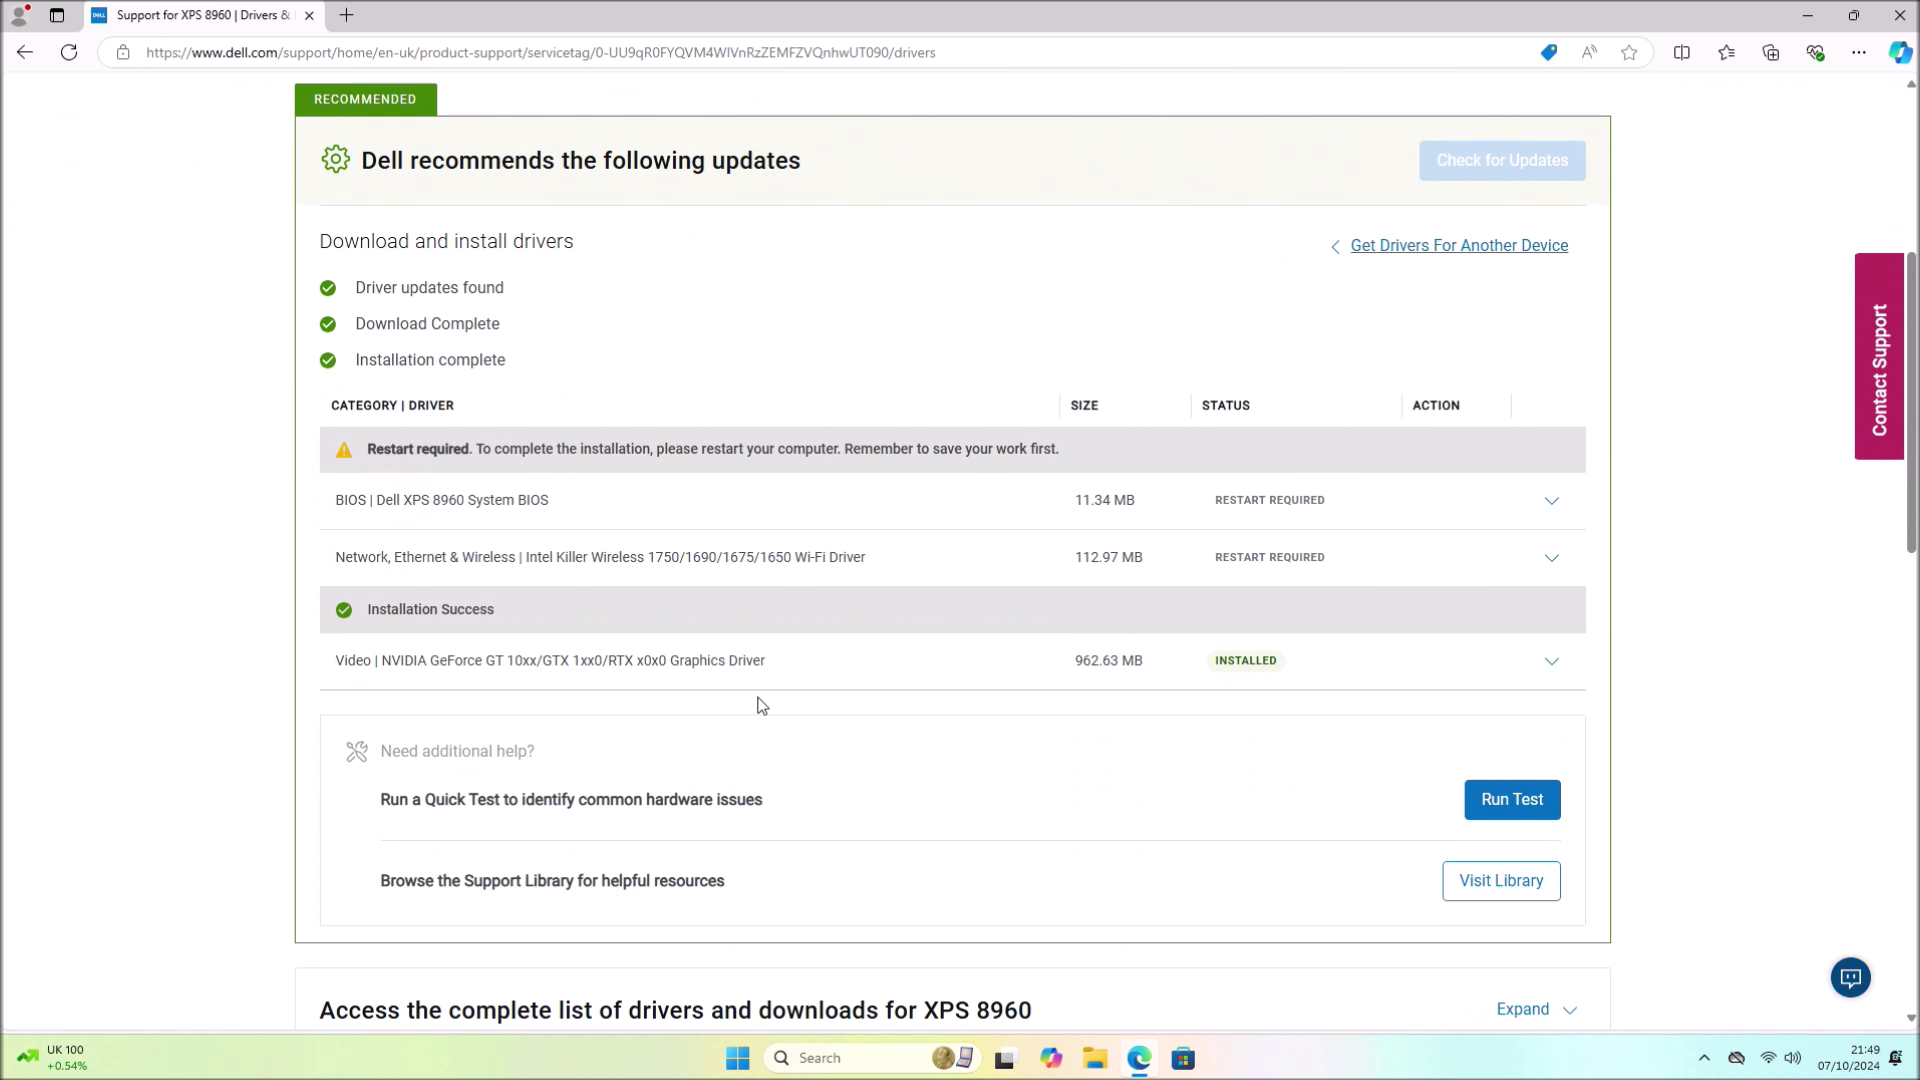 Support for XPS 8960 | Drivers &
https://www.dell.com/support/home/en-uk/product-support/servicetag/0-UU9qR0FYQVM4WlVnRzZEMFZVQnhwUT090/drivers
RECOMMENDED
Dell recommends the following updates
Check for Updates
Download and install drivers
Get Drivers For Another Device
Driver updates found
Download Complete
Installation complete
CATEGORY | DRIVER SIZE STATUS ACTION
Restart required. To complete the installation, please restart your computer. Remember to save your work first.
BIOS | Dell XPS 8960 System BIOS 11.34 MB RESTART REQUIRED
Network, Ethernet & Wireless | Intel Killer Wireless 1750/1690/1675/1650 Wi-Fi Driver 112.97 MB RESTART REQUIRED
Installation Success
Video | NVIDIA GeForce GT 10xx/GTX 1xx0/RTX x0x0 Graphics Driver 962.63 MB INSTALLED
Need additional help?
Run a Quick Test to identify common hardware issues
Run Test
Browse the Support Library for helpful resources
Visit Library
Contact Support
Access the complete list of drivers and downloads for XPS 8960
Expand
UK 100
+0.54%
Search
21:49
07/10/2024